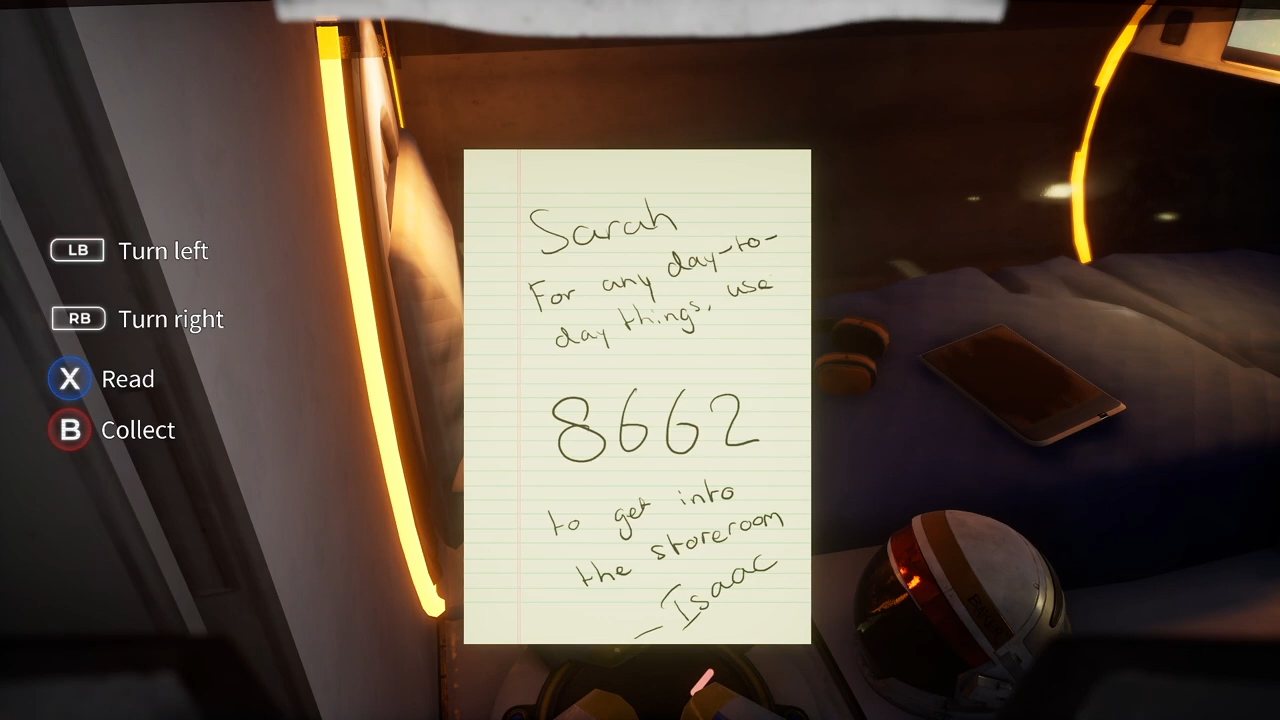 LB Turn left
RB Turn right
X Read
B Collect
Sarah
For any day-to-
day things, use
8662
to get into
the storeroom
—Isaac